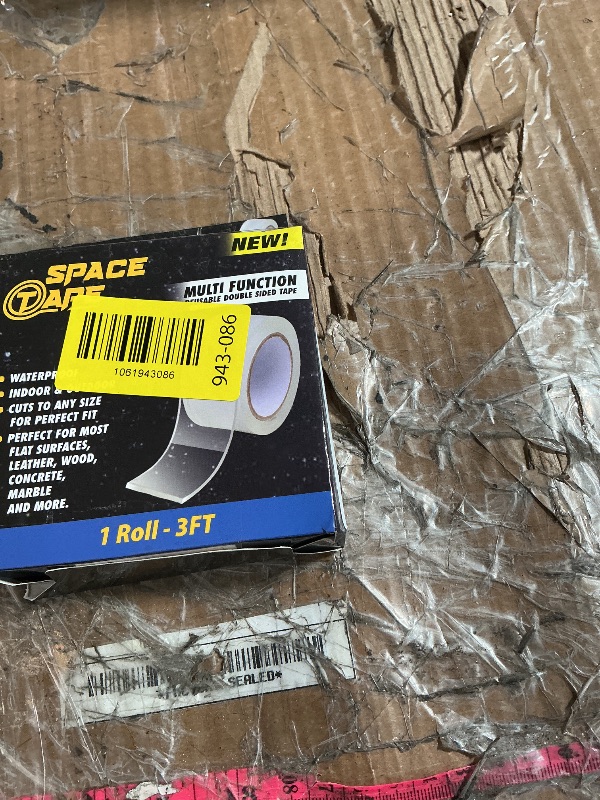 NEW!
SPACE
TAPE
MULTI FUNCTION
REUSABLE DOUBLE SIDED TAPE
1061943086
943-086
WATERPROOF
INDOOR &
CUTS TO ANY SIZE
FOR PERFECT FIT
PERFECT FOR MOST
FLAT SURFACES,
LEATHER, WOOD,
CONCRETE,
MARBLE
AND MORE.
1 Roll - 3FT
SEALED*